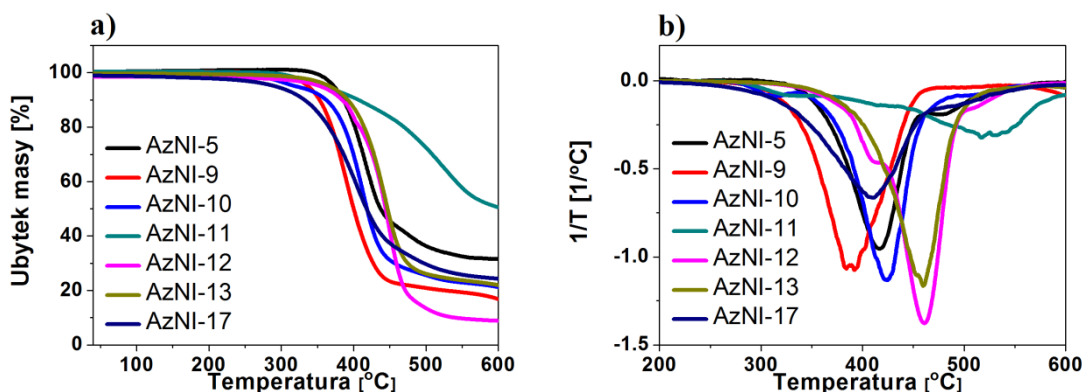 a)
Ubytek masy [%]
100
80
60
40
20
0
AzNI-5
AzNI-9
AzNI-10
AzNI-11
AzNI-12
AzNI-13
AzNI-17
100 200 300 400 500 600
Temperatura [°C]
b)
1/T [1/°C]
0.0
-0.5
-1.0
-1.5
AzNI-5
AzNI-9
AzNI-10
AzNI-11
AzNI-12
AzNI-13
AzNI-17
200 300 400 500 600
Temperatura [°C]